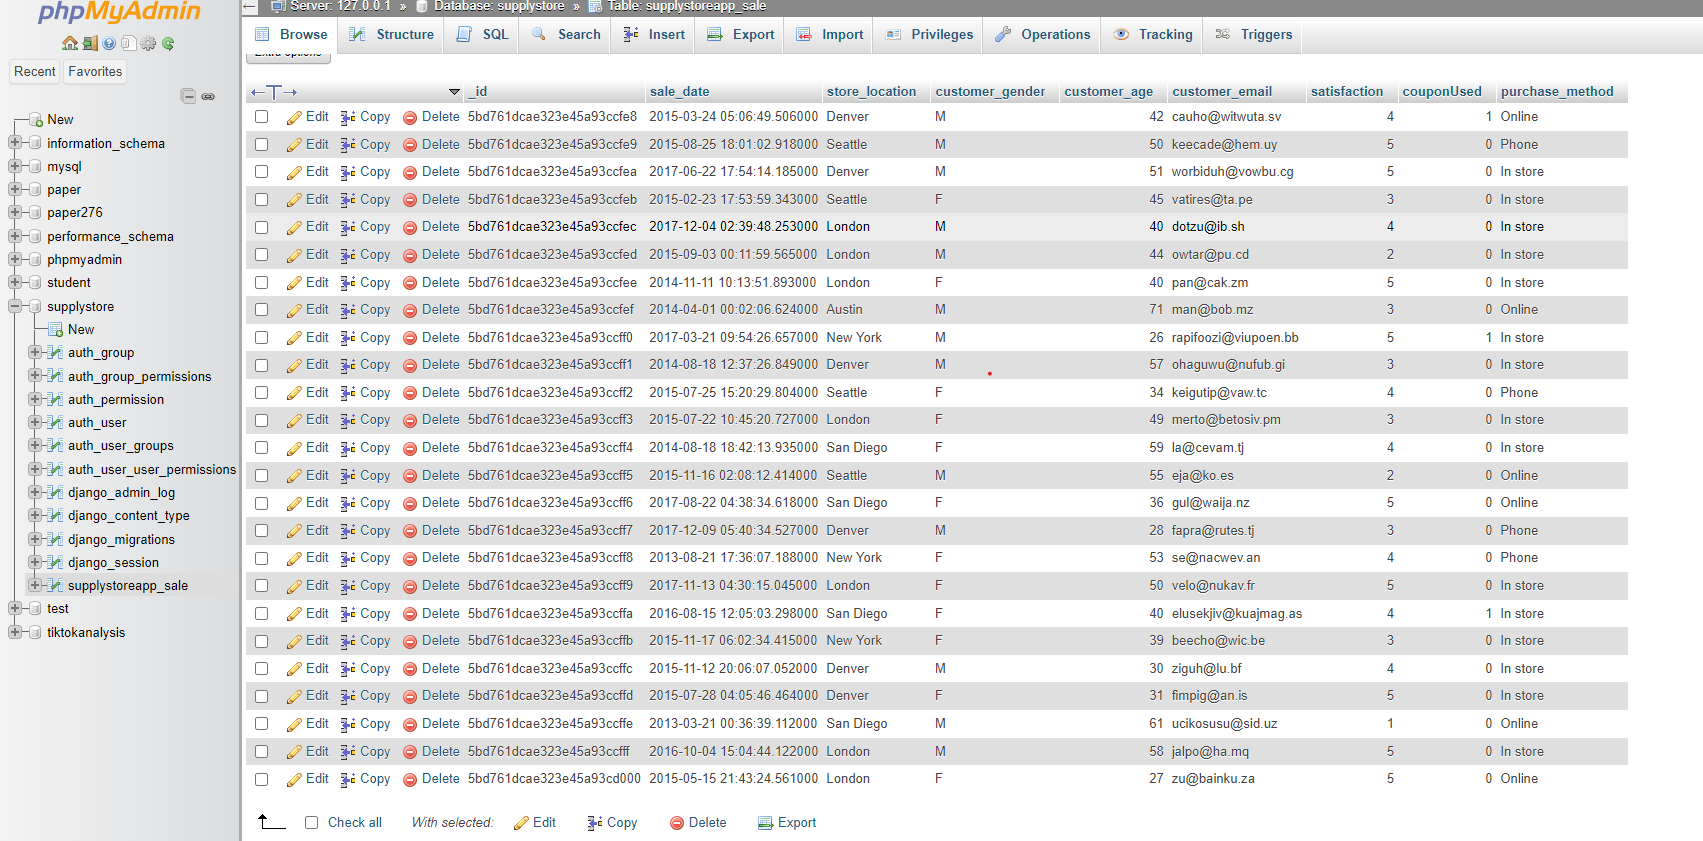 phpMyAdmin
Recent Favorites
New
information_schema
mysql
paper
paper276
performance_schema
phpmyadmin
student
supplystore
New
auth_group
auth_group_permissions
auth_permission
auth_user
auth_user_groups
auth_user_user_permissions
django_admin_log
django_content_type
django_migrations
django_session
supplystoreapp_sale
test
tiktokanalysis
Server: 127.0.0.1 » Database: supplystore » Table: supplystoreapp_sale
Browse Structure SQL Search Insert Export Import Privileges Operations Tracking Triggers
Extra options
_id sale_date store_location customer_gender customer_age customer_email satisfaction couponUsed purchase_method
Edit Copy Delete 5bd761dcae323e45a93ccfe8 2015-03-24 05:06:49.506000 Denver M 42 cauho@witwuta.sv 4 1 Online
Edit Copy Delete 5bd761dcae323e45a93ccfe9 2015-08-25 18:01:02.918000 Seattle M 50 keecade@hem.uy 5 0 Phone
Edit Copy Delete 5bd761dcae323e45a93ccfea 2017-06-22 17:54:14.185000 Denver M 51 worbiduh@vowbu.cg 5 0 In store
Edit Copy Delete 5bd761dcae323e45a93ccfeb 2015-02-23 17:53:59.343000 Seattle F 45 vatires@ta.pe 3 0 In store
Edit Copy Delete 5bd761dcae323e45a93ccfec 2017-12-04 02:39:48.253000 London M 40 dotzu@ib.sh 4 0 In store
Edit Copy Delete 5bd761dcae323e45a93ccfed 2015-09-03 00:11:59.565000 London M 44 owtar@pu.cd 2 0 In store
Edit Copy Delete 5bd761dcae323e45a93ccfee 2014-11-11 10:13:51.893000 London F 40 pan@cak.zm 5 0 In store
Edit Copy Delete 5bd761dcae323e45a93ccfef 2014-04-01 00:02:06.624000 Austin M 71 man@bob.mz 3 0 Online
Edit Copy Delete 5bd761dcae323e45a93ccff0 2017-03-21 09:54:26.657000 New York M 26 rapifoozi@viupoen.bb 5 1 In store
Edit Copy Delete 5bd761dcae323e45a93ccff1 2014-08-18 12:37:26.849000 Denver M 57 ohaguwu@nufub.gi 3 0 In store
Edit Copy Delete 5bd761dcae323e45a93ccff2 2015-07-25 15:20:29.804000 Seattle F 34 keigutip@vaw.tc 4 0 Phone
Edit Copy Delete 5bd761dcae323e45a93ccff3 2015-07-22 10:45:20.727000 London F 49 merto@betosiv.pm 3 0 In store
Edit Copy Delete 5bd761dcae323e45a93ccff4 2014-08-18 18:42:13.935000 San Diego F 59 la@cevam.tj 4 0 In store
Edit Copy Delete 5bd761dcae323e45a93ccff5 2015-11-16 02:08:12.414000 Seattle M 55 eja@ko.es 2 0 Online
Edit Copy Delete 5bd761dcae323e45a93ccff6 2017-08-22 04:38:34.618000 San Diego F 36 gul@waija.nz 5 0 Online
Edit Copy Delete 5bd761dcae323e45a93ccff7 2017-12-09 05:40:34.527000 Denver M 28 fapra@rutes.tj 3 0 Phone
Edit Copy Delete 5bd761dcae323e45a93ccff8 2013-08-21 17:36:07.188000 New York F 53 se@nacwev.an 4 0 Phone
Edit Copy Delete 5bd761dcae323e45a93ccff9 2017-11-13 04:30:15.045000 London F 50 velo@nukav.fr 5 0 In store
Edit Copy Delete 5bd761dcae323e45a93ccffa 2016-08-15 12:05:03.298000 San Diego F 40 elusekjiv@kuajmag.as 4 1 In store
Edit Copy Delete 5bd761dcae323e45a93ccffb 2015-11-17 06:02:34.415000 New York F 39 beecho@wic.be 3 0 In store
Edit Copy Delete 5bd761dcae323e45a93ccffc 2015-11-12 20:06:07.052000 Denver M 30 ziguh@lu.bf 4 0 In store
Edit Copy Delete 5bd761dcae323e45a93ccffd 2015-07-28 04:05:46.464000 Denver F 31 fimpig@an.is 5 0 In store
Edit Copy Delete 5bd761dcae323e45a93ccffe 2013-03-21 00:36:39.112000 San Diego M 61 ucikosusu@sid.uz 1 0 Online
Edit Copy Delete 5bd761dcae323e45a93ccfff 2016-10-04 15:04:44.122000 London M 58 jalpo@ha.mq 5 0 In store
Edit Copy Delete 5bd761dcae323e45a93cd000 2015-05-15 21:43:24.561000 London F 27 zu@bainku.za 5 0 Online
Check all With selected: Edit Copy Delete Export